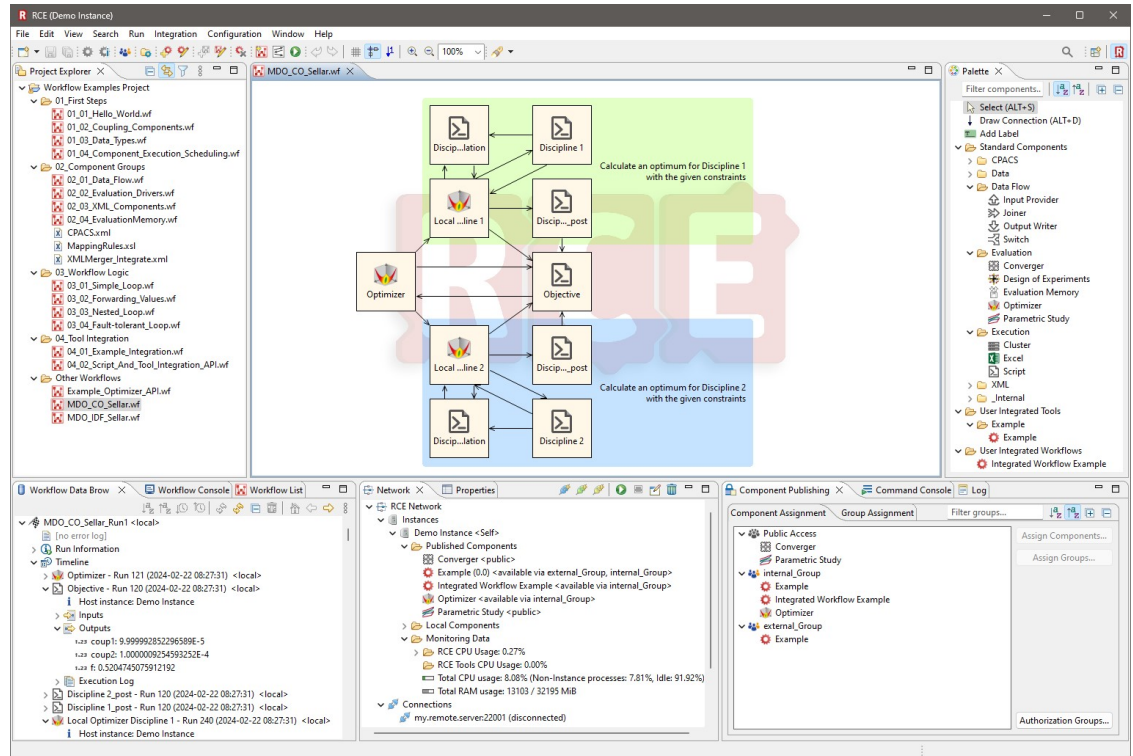 RCE (Demo Instance)
File Edit View Search Run Integration Configuration Window Help
100%
Project Explorer
Workflow Examples Project
01_First Steps
01_01_Hello_World.wf
01_02_Coupling_Components.wf
01_03_Data_Types.wf
01_04_Component_Execution_Scheduling.wf
02_Component Groups
02_01_Data_Flow.wf
02_02_Evaluation_Drivers.wf
02_03_XML_Components.wf
02_04_EvaluationMemory.wf
CPACS.xml
MappingRules.xsl
XMLMerger_Integrate.xml
03_Workflow Logic
03_01_Simple_Loop.wf
03_02_Forwarding_Values.wf
03_03_Nested_Loop.wf
03_04_Fault-tolerant_Loop.wf
04_Tool Integration
04_01_Example_Integration.wf
04_02_Script_And_Tool_Integration_API.wf
Other Workflows
Example_Optimizer_API.wf
MDO_CO_Sellar.wf
MDO_IDF_Sellar.wf
MDO_CO_Sellar.wf
RCE
Discip...lation
Discipline 1
Calculate an optimum for Discipline 1
with the given constraints
Local ...line 1
Discip..._post
Optimizer
Objective
Local ...line 2
Discip..._post
Calculate an optimum for Discipline 2
with the given constraints
Discip...lation
Discipline 2
Palette
Filter components..
Select (ALT+S)
Draw Connection (ALT+D)
Add Label
Standard Components
CPACS
Data
Data Flow
Input Provider
Joiner
Output Writer
Switch
Evaluation
Converger
Design of Experiments
Evaluation Memory
Optimizer
Parametric Study
Execution
Cluster
Excel
Script
XML
_Internal
User Integrated Tools
Example
Example
User Integrated Workflows
Integrated Workflow Example
Workflow Data Brow
Workflow Console
Workflow List
MDO_CO_Sellar_Run1 <local>
[no error log]
Run Information
Timeline
Optimizer - Run 121 (2024-02-22 08:27:31) <local>
Objective - Run 120 (2024-02-22 08:27:31) <local>
Host instance: Demo Instance
Inputs
Outputs
1.23 coup1: 9.999992852296589E-5
1.23 coup2: 1.0000009254593252E-4
1.23 f: 0.5204745075912192
Execution Log
Discipline 2_post - Run 120 (2024-02-22 08:27:31) <local>
Discipline 1_post - Run 120 (2024-02-22 08:27:31) <local>
Local Optimizer Discipline 1 - Run 240 (2024-02-22 08:27:31) <local>
Host instance: Demo Instance
Network
Properties
RCE Network
Instances
Demo Instance <Self>
Published Components
Converger <public>
Example (0.0) <available via external_Group, internal_Group>
Integrated Workflow Example <available via internal_Group>
Optimizer <available via internal_Group>
Parametric Study <public>
Local Components
Monitoring Data
RCE CPU Usage: 0.27%
RCE Tools CPU Usage: 0.00%
Total CPU usage: 8.08% (Non-Instance processes: 7.81%, Idle: 91.92%)
Total RAM usage: 13103 / 32195 MiB
Connections
my.remote.server:22001 (disconnected)
Component Publishing
Command Console
Log
Component Assignment
Group Assignment
Filter groups...
Public Access
Converger
Parametric Study
internal_Group
Example
Integrated Workflow Example
Optimizer
external_Group
Example
Assign Components...
Assign Groups...
Authorization Groups...